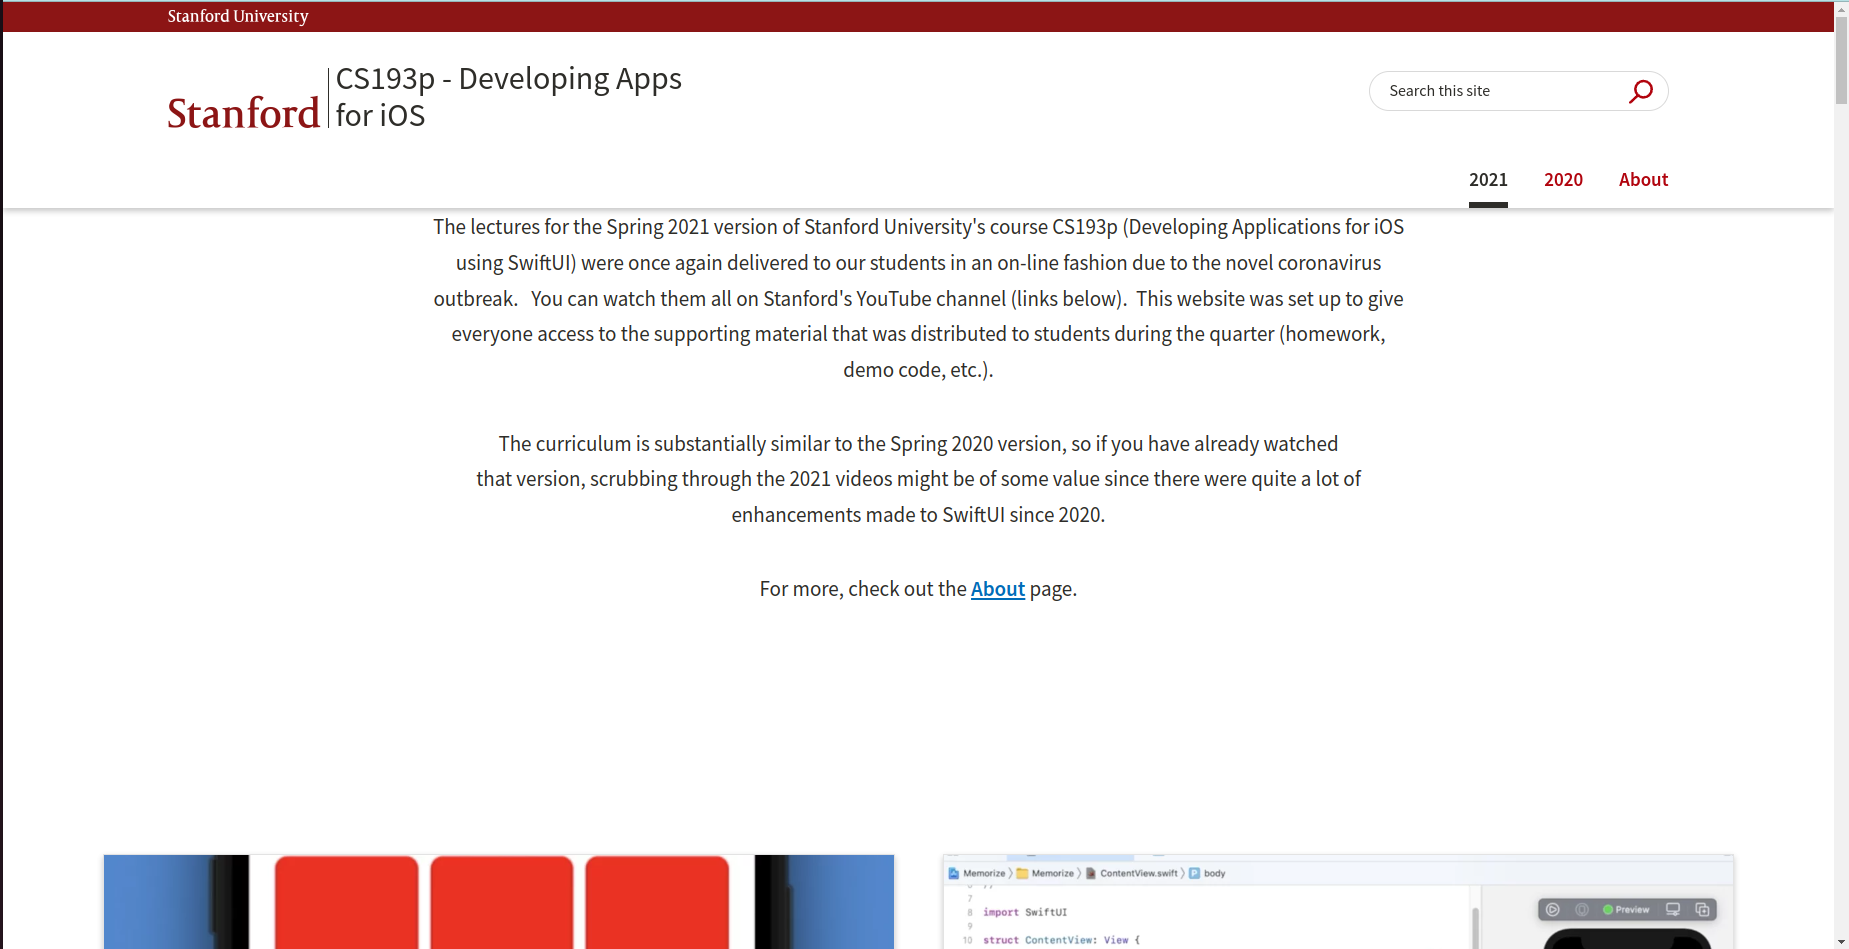 Stanford University
Stanford
CS193p - Developing Apps
for iOS
Search this site
2021 2020 About
The lectures for the Spring 2021 version of Stanford University's course CS193p (Developing Applications for iOS
using SwiftUI) were once again delivered to our students in an on-line fashion due to the novel coronavirus
outbreak.   You can watch them all on Stanford's YouTube channel (links below).  This website was set up to give
everyone access to the supporting material that was distributed to students during the quarter (homework,
demo code, etc.).
The curriculum is substantially similar to the Spring 2020 version, so if you have already watched
that version, scrubbing through the 2021 videos might be of some value since there were quite a lot of
enhancements made to SwiftUI since 2020.
For more, check out the About page.
Memorize 〉 Memorize 〉 ContentView.swift 〉 body
7
8 import SwiftUI
Preview
9
10 struct ContentView: View {